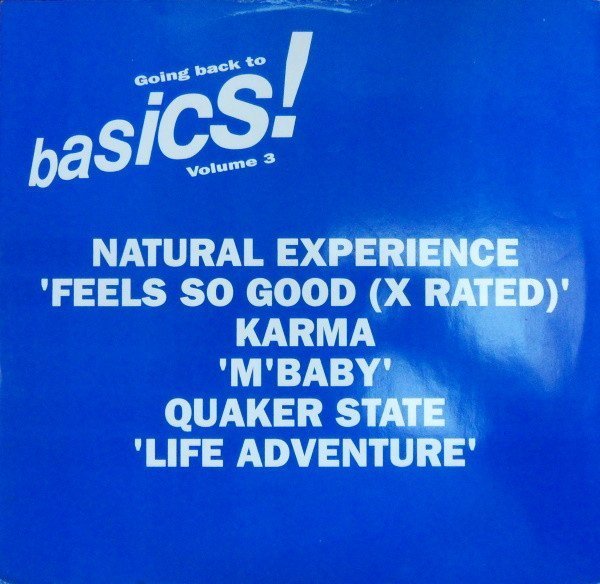 Going back to
basics!
Volume 3
NATURAL EXPERIENCE
'FEELS SO GOOD (X RATED)'
KARMA
'M'BABY'
QUAKER STATE
'LIFE ADVENTURE'